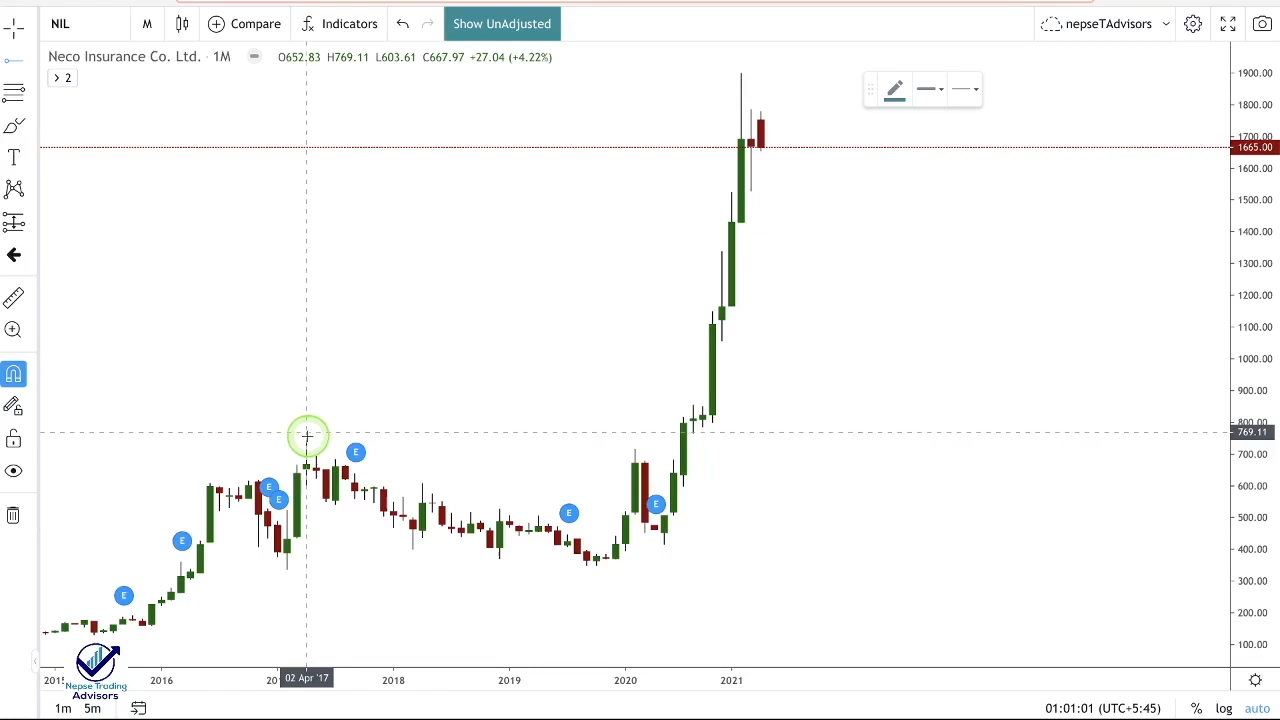 NIL M Compare Indicators Show UnAdjusted nepseTAdvisors
Neco Insurance Co. Ltd. · 1M O652.83 H769.11 L603.61 C667.97 +27.04 (+4.22%)
2
1900.00
1800.00
1700.00
1665.00
1600.00
1500.00
1400.00
1300.00
1200.00
1100.00
1000.00
900.00
800.00
769.11
700.00
600.00
500.00
400.00
300.00
200.00
100.00
E
E
E
E
E
E
E
2015 2016 02 Apr '17 2018 2019 2020 2021
Nepse Trading
Advisors
1m 5m 01:01:01 (UTC+5:45) % log auto